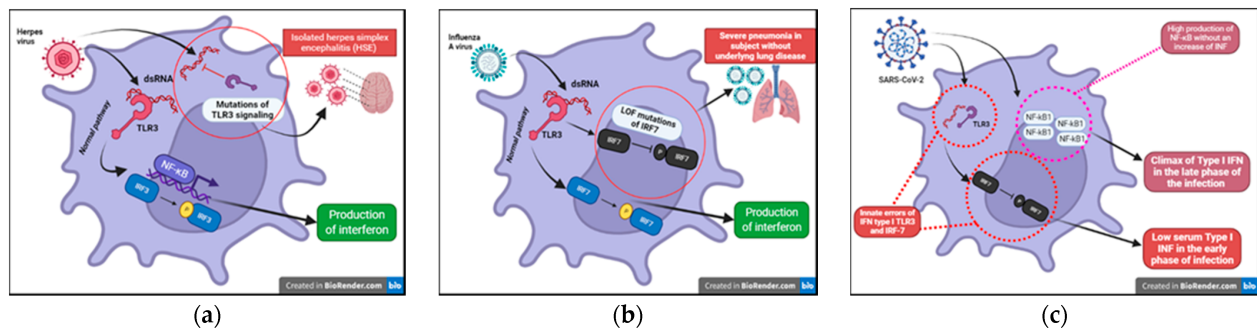 Herpes
virus
Isolated herpes simplex
encephalitis (HSE)
dsRNA
Mutations of
TLR3 signaling
TLR3
Normal pathway
NF-κB
IRF3
P
IRF3
Production
of interferon
Created in BioRender.com bio
(a)
Influenza
A virus
Severe pneumonia in
subject without
underlyng lung disease
dsRNA
LOF mutations
of IRF7
TLR3
Normal pathway
IRF7
P
IRF7
IRF7
P
IRF7
Production
of interferon
Created in BioRender.com bio
(b)
SARS-CoV-2
High production of
NF-κB without an
increase of INF
TLR3
NF-kB1
NF-kB1
NF-kB1
NF-kB1
Climax of Type I IFN
in the late phase of
the infection
IRF7
P
IRF7
Innate errors of
IFN type I TLR3
and IRF-7
Low serum Type I
INF in the early
phase of infection
Created in BioRender.com bio
(c)